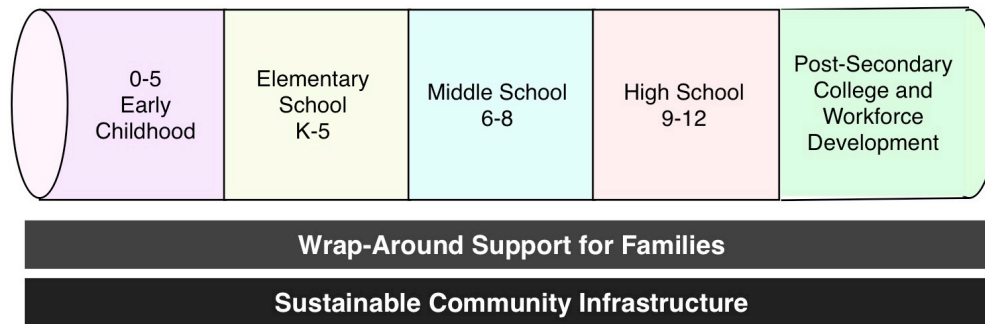 0-5
Early
Childhood
Elementary
School
K-5
Middle School
6-8
High School
9-12
Post-Secondary
College and
Workforce
Development
Wrap-Around Support for Families
Sustainable Community Infrastructure